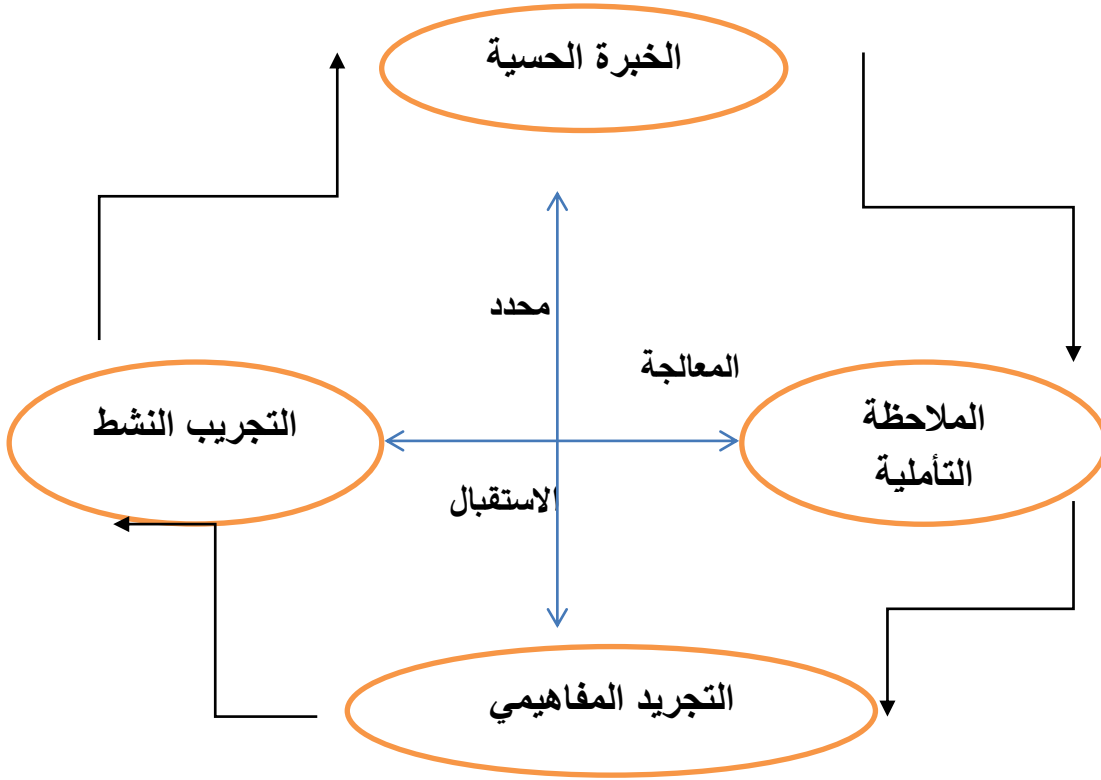 الخبرة الحسية
محدد
المعالجة
الملاحظة
التأملية
التجريب النشط
الاستقبال
التجريد المفاهيمي